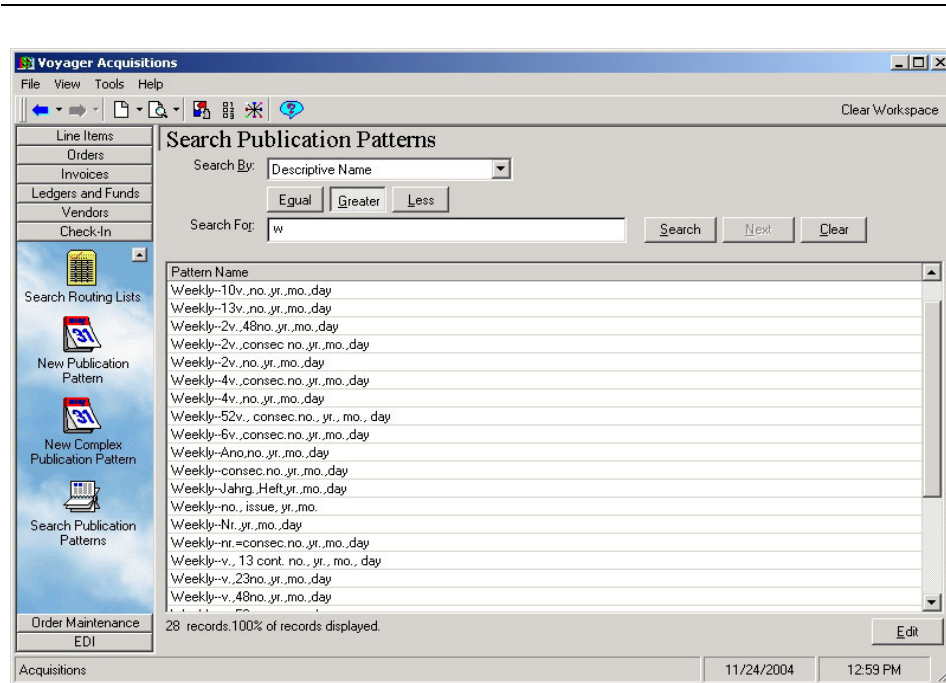 Voyager Acquisitions
File View Tools Help
Clear Workspace
Line Items
Orders
Invoices
Ledgers and Funds
Vendors
Check-In
Search Routing Lists
31
New Publication
Pattern
31
New Complex
Publication Pattern
Search Publication
Patterns
Order Maintenance
EDI
Search Publication Patterns
Search By: Descriptive Name
Equal Greater Less
Search For: w Search Next Clear
Pattern Name
Weekly--10v.,no.,yr.,mo.,day
Weekly--13v.,no.,yr.,mo.,day
Weekly--2v.,48no.,yr.,mo.,day
Weekly--2v.,consec no.,yr.,mo.,day
Weekly--2v.,no.,yr.,mo.,day
Weekly--4v.,consec.no.,yr.,mo.,day
Weekly--4v.,no.,yr.,mo.,day
Weekly--52v., consec.no., yr., mo., day
Weekly--6v.,consec.no.,yr.,mo.,day
Weekly--Ano,no.,yr.,mo.,day
Weekly--consec.no.,yr.,mo.,day
Weekly--Jahrg.,Heft,yr.,mo.,day
Weekly--no., issue, yr.,mo.
Weekly--Nr.,yr.,mo.,day
Weekly--nr.=consec.no.,yr.,mo.,day
Weekly--v., 13 cont. no., yr., mo., day
Weekly--v.,23no.,yr.,mo.,day
Weekly--v.,48no.,yr.,mo.,day
28 records.100% of records displayed.
Edit
Acquisitions 11/24/2004 12:59 PM